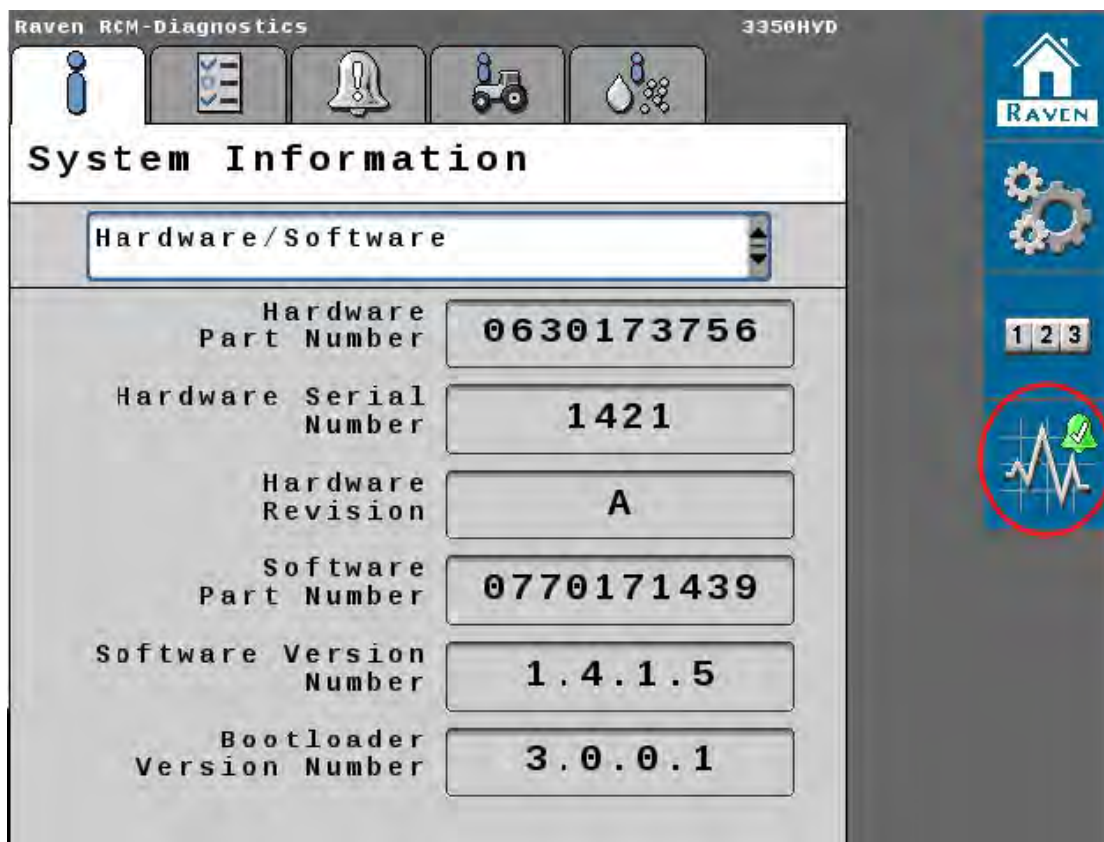 Raven RCM-Diagnostics 3350HYD
RAVEN
System Information
Hardware/Software
Hardware
Part Number
0630173756
1 2 3
Hardware Serial
Number
1421
Hardware
Revision
A
Software
Part Number
0770171439
Software Version
Number
1.4.1.5
Bootloader
Version Number
3.0.0.1